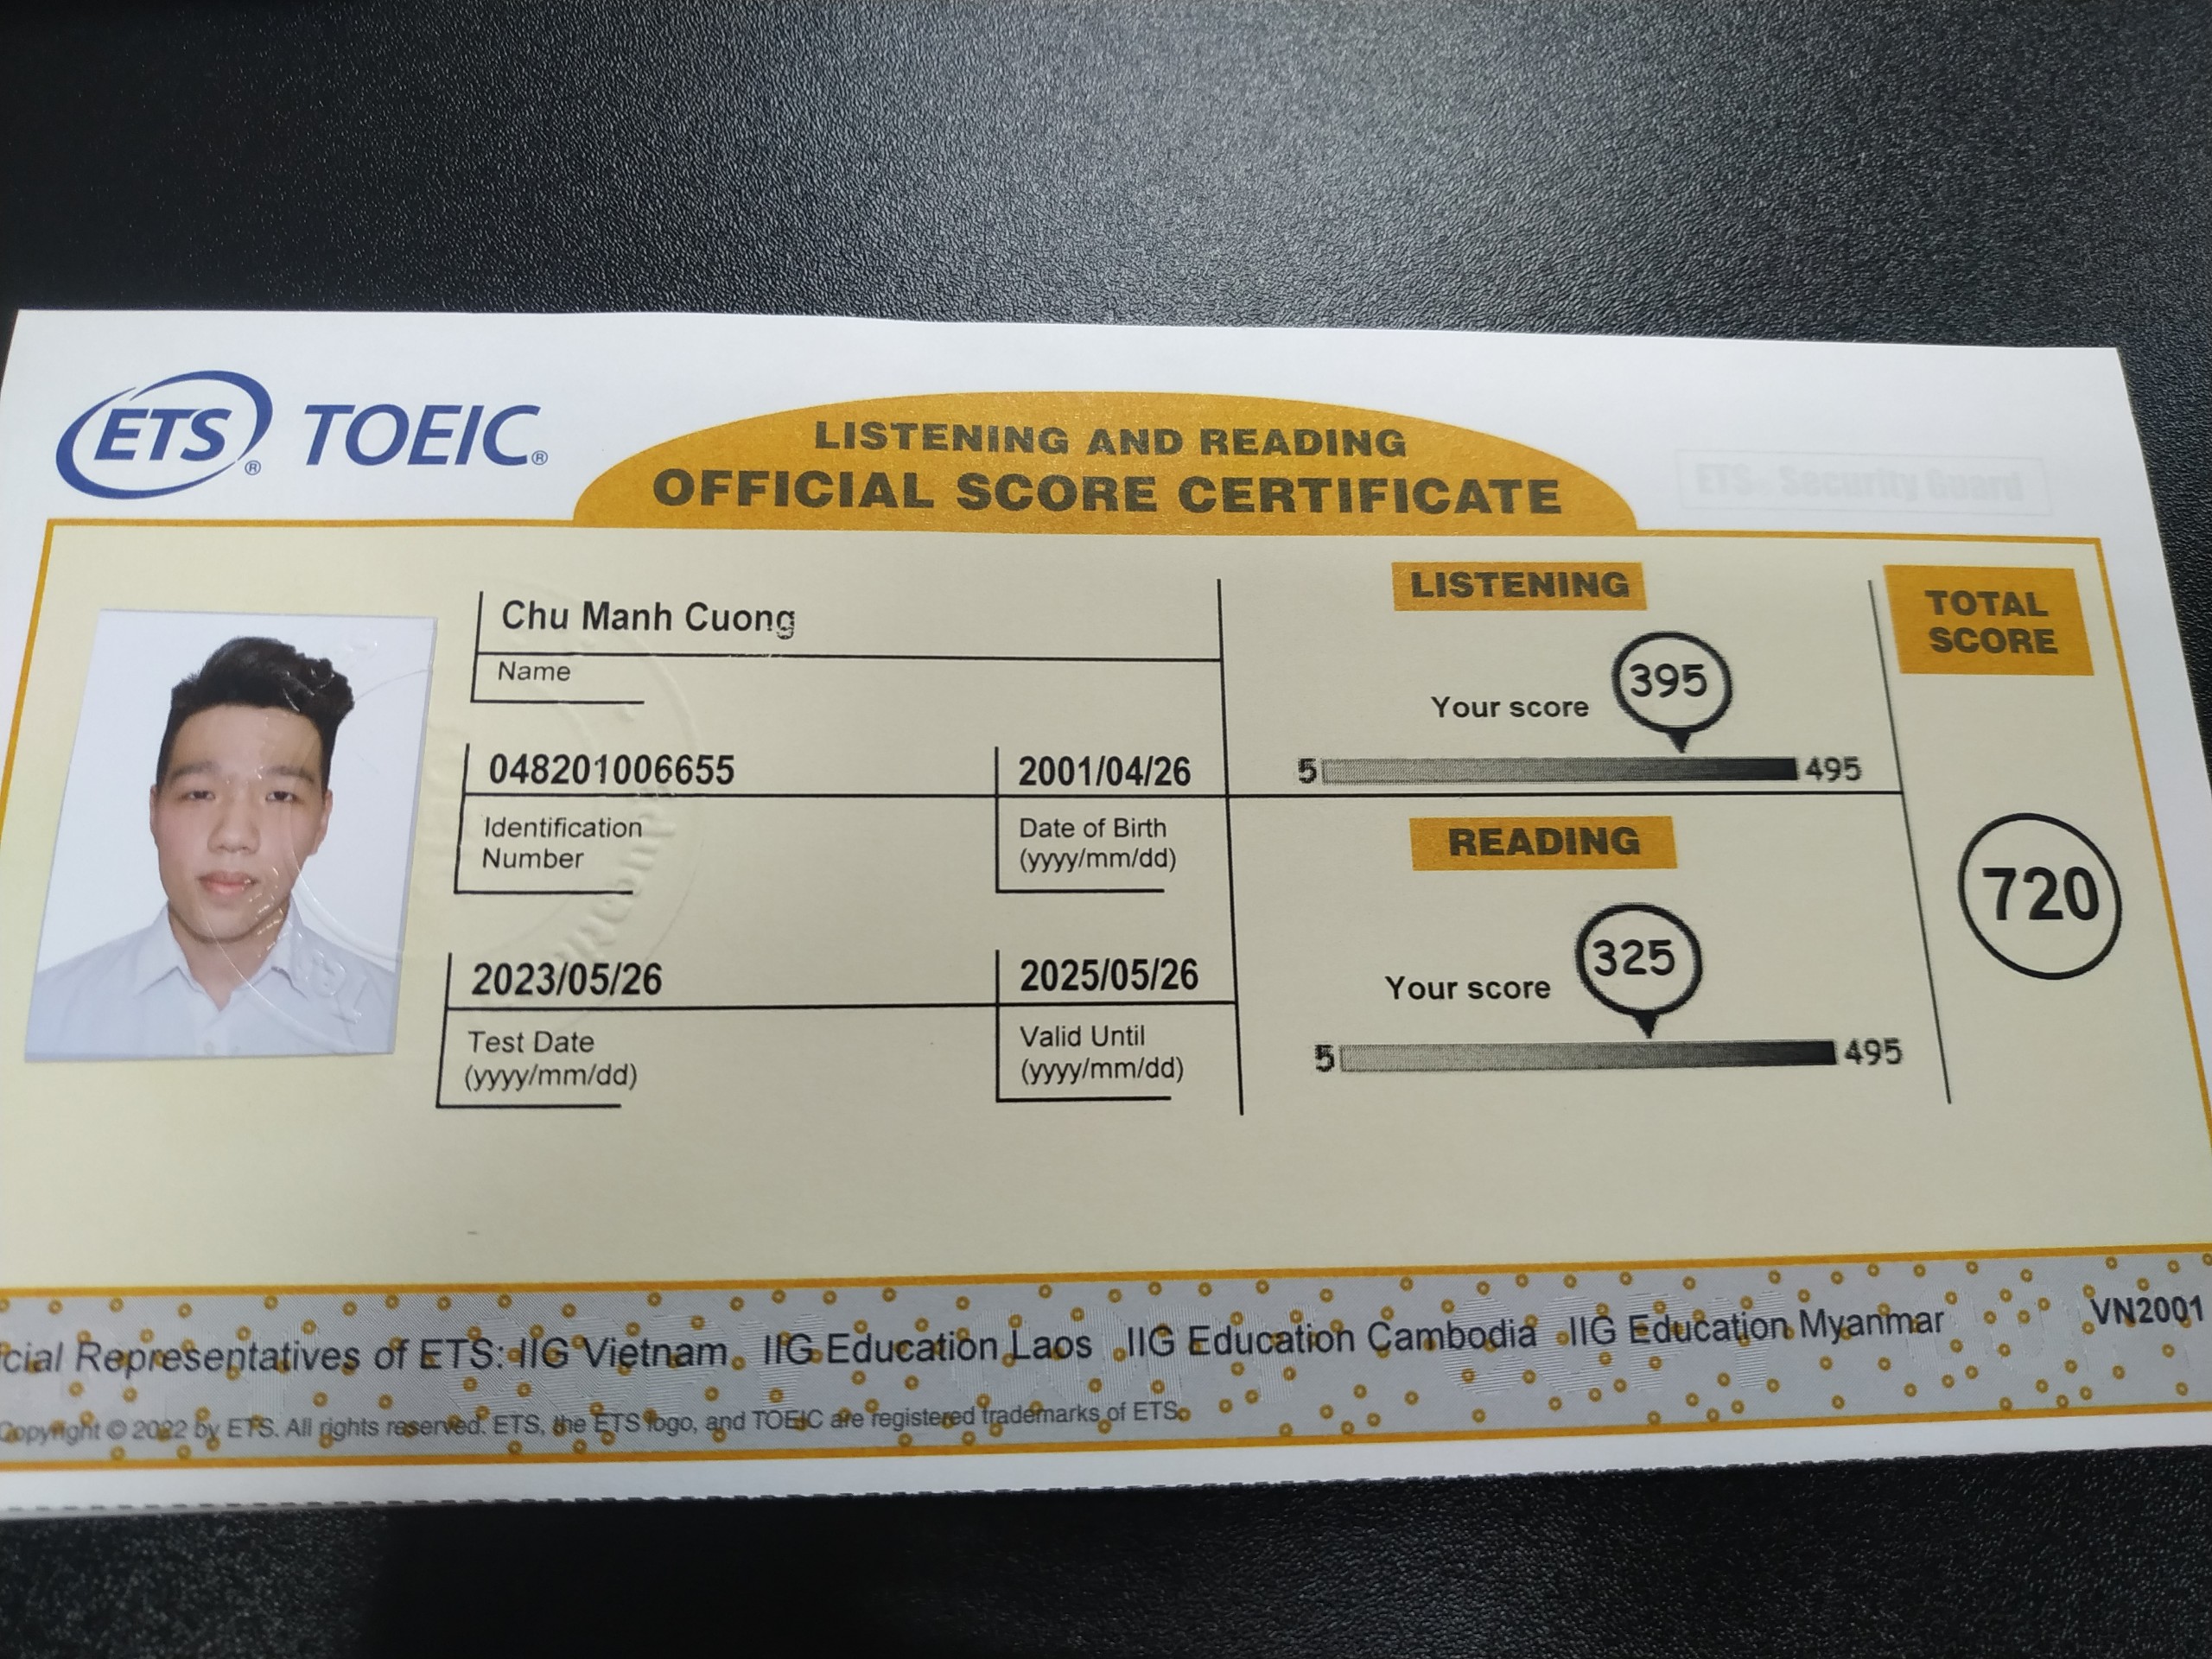 ETS® TOEIC®
LISTENING AND READING
OFFICIAL SCORE CERTIFICATE
ETS® Security Guard
Chu Manh Cuong
Name
048201006655
Identification
Number
2001/04/26
Date of Birth
(yyyy/mm/dd)
2023/05/26
Test Date
(yyyy/mm/dd)
2025/05/26
Valid Until
(yyyy/mm/dd)
LISTENING
Your score 395
5 495
READING
Your score 325
5 495
TOTAL
SCORE
720
cial Representatives of ETS: IIG Vietnam IIG Education Laos IIG Education Cambodia IIG Education Myanmar VN2001
Copyright © 2022 by ETS. All rights reserved. ETS, the ETS logo, and TOEIC are registered trademarks of ETS.